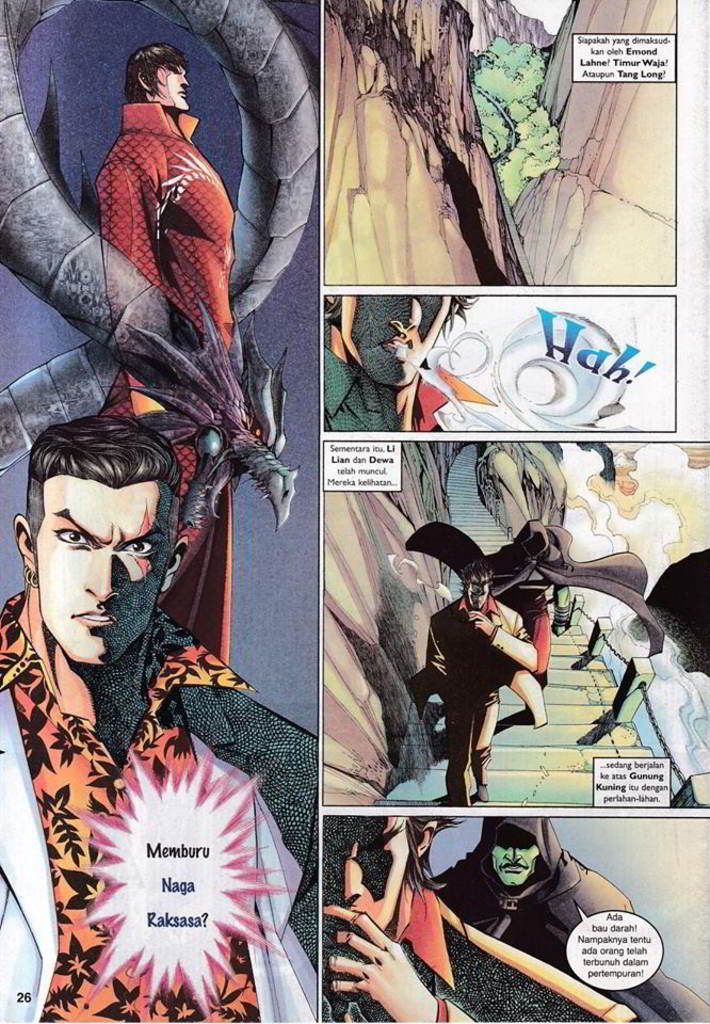 Memburu
Naga
Raksasa?
Siapakah yang dimaksud-
kan oleh Emond
Lahne? Timur Waja?
Ataupun Tang Long?
Hah!
Sementara itu, Li
Lian dan Dewa
telah muncul.
Mereka kelihatan...
...sedang berjalan
ke atas Gunung
Kuning itu dengan
perlahan-lahan.
Ada
bau darah!
Nampaknya tentu
ada orang telah
terbunuh dalam
pertempuran!
26